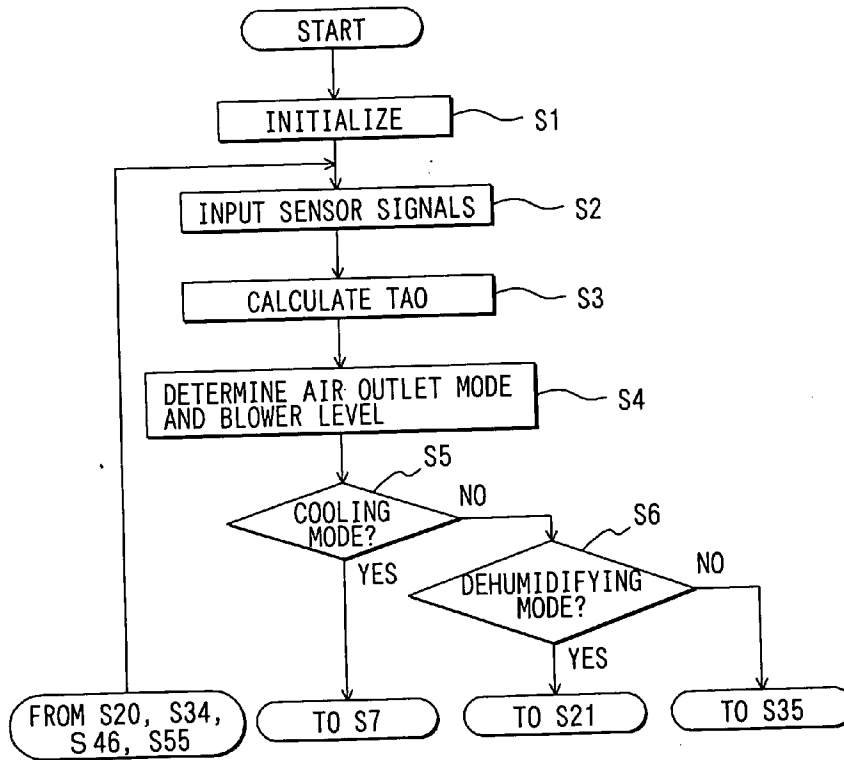 START
INITIALIZE
S1
INPUT SENSOR SIGNALS
S2
CALCULATE TAO
S3
DETERMINE AIR OUTLET MODE
AND BLOWER LEVEL
S4
S5
COOLING
MODE?
NO
YES
S6
DEHUMIDIFYING
MODE?
NO
YES
FROM S20, S34,
S46, S55
TO S7
TO S21
TO S35